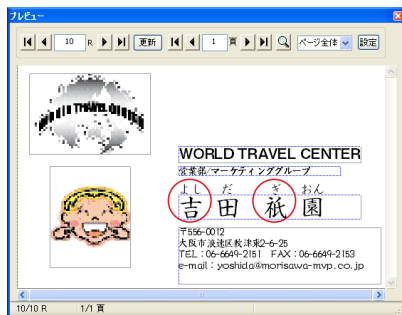 プレビュー
10 R 更新 1 頁 ページ全体 設定
WORLD TRAVEL CENTER
WORLD TRAVEL CENTER
営業部/マーケティンググループ
よし だ ぎ おん
吉田 祇園
〒556-0012
大阪市浪速区敷津東2-6-25
TEL：06-6649-2151 FAX：06-6649-2153
e-mail：yoshida@morisawa-mvp.co.jp
10/10 R 1/1 頁